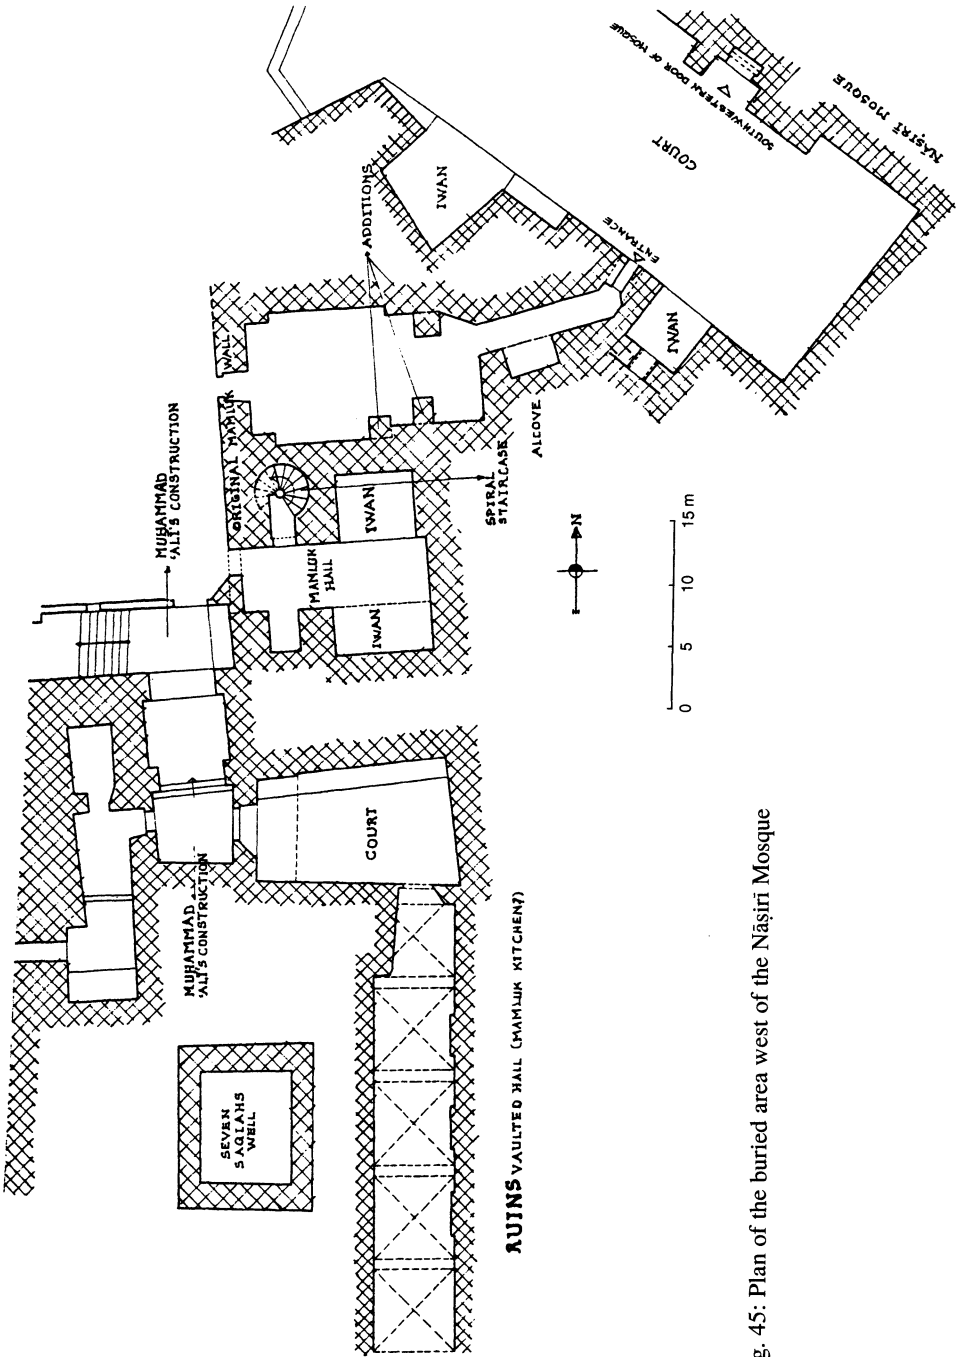 SOUTHWESTERN DOOR OF MOSQUE
NĀṢIRĪ MOSQUE
COURT
IWAN
ADDITIONS
ENTRANCE
IWAN
ALCOVE
ORIGINAL MAMLUK WALL
MUHAMMAD
'ALI'S CONSTRUCTION
SPIRAL
STAIRCASE
IWAN
MAMLUK
HALL
IWAN
N
0 5 10 15 m
COURT
MUHAMMAD
'ALI'S CONSTRUCTION
SEVEN
SAQIAHS
WELL
RUINS VAULTED HALL (MAMLUK KITCHEN?)
g. 45: Plan of the buried area west of the Nāṣirī Mosque